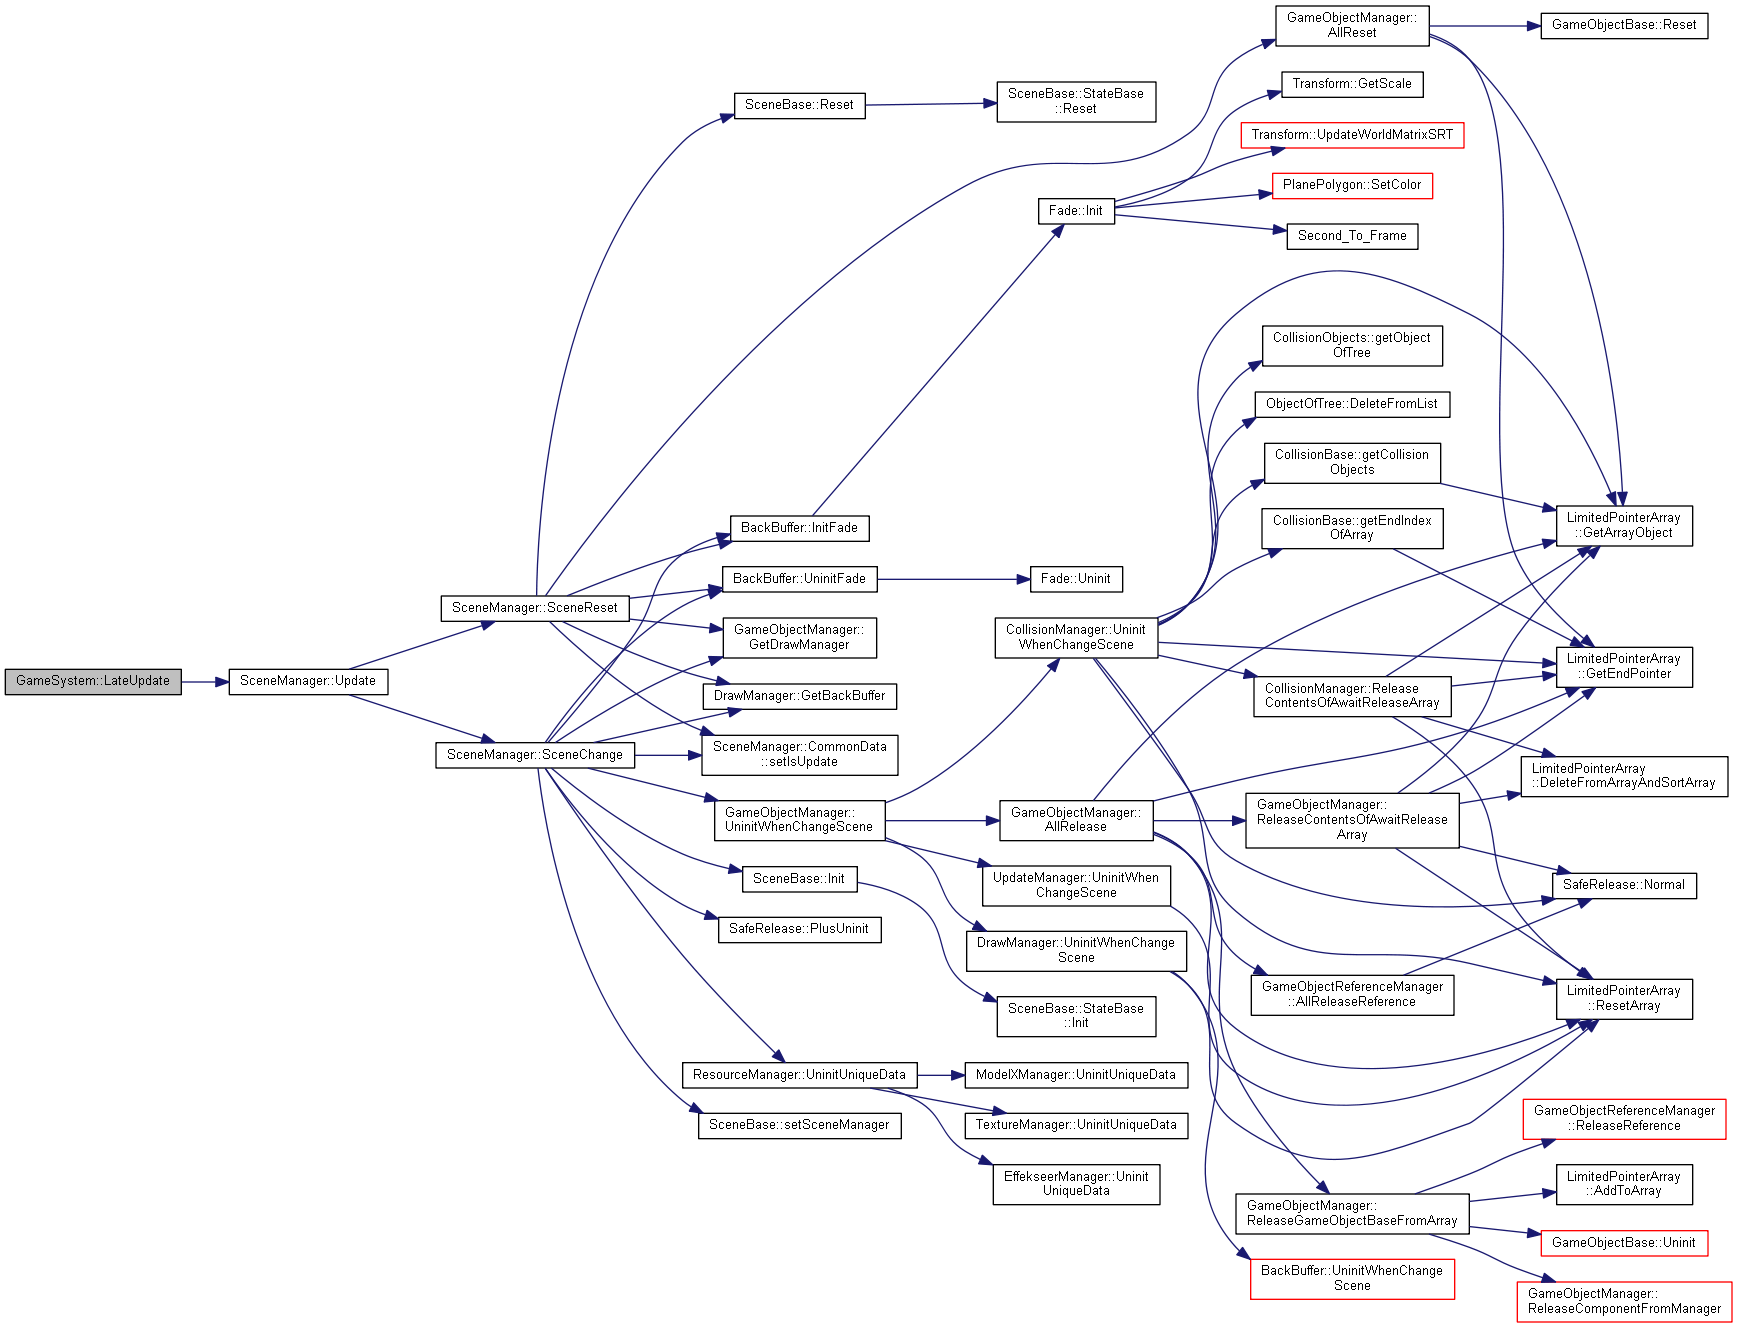 GameSystem::LateUpdate
SceneManager::Update
SceneManager::SceneReset
SceneManager::SceneChange
SceneBase::Reset
BackBuffer::InitFade
BackBuffer::UninitFade
GameObjectManager::
GetDrawManager
DrawManager::GetBackBuffer
SceneManager::CommonData
::setIsUpdate
GameObjectManager::
UninitWhenChangeScene
SceneBase::Init
SafeRelease::PlusUninit
ResourceManager::UninitUniqueData
SceneBase::setSceneManager
SceneBase::StateBase
::Reset
Fade::Init
Fade::Uninit
CollisionManager::Uninit
WhenChangeScene
GameObjectManager::
AllRelease
UpdateManager::UninitWhen
ChangeScene
DrawManager::UninitWhenChange
Scene
SceneBase::StateBase
::Init
ModelXManager::UninitUniqueData
TextureManager::UninitUniqueData
EffekseerManager::Uninit
UniqueData
GameObjectManager::
AllReset
Transform::GetScale
Transform::UpdateWorldMatrixSRT
PlanePolygon::SetColor
Second_To_Frame
CollisionObjects::getObject
OfTree
ObjectOfTree::DeleteFromList
CollisionBase::getCollision
Objects
CollisionBase::getEndIndex
OfArray
CollisionManager::Release
ContentsOfAwaitReleaseArray
GameObjectManager::
ReleaseContentsOfAwaitRelease
Array
GameObjectReferenceManager
::AllReleaseReference
GameObjectManager::
ReleaseGameObjectBaseFromArray
BackBuffer::UninitWhenChange
Scene
GameObjectBase::Reset
LimitedPointerArray
::GetArrayObject
LimitedPointerArray
::GetEndPointer
LimitedPointerArray
::DeleteFromArrayAndSortArray
SafeRelease::Normal
LimitedPointerArray
::ResetArray
GameObjectReferenceManager
::ReleaseReference
LimitedPointerArray
::AddToArray
GameObjectBase::Uninit
GameObjectManager::
ReleaseComponentFromManager